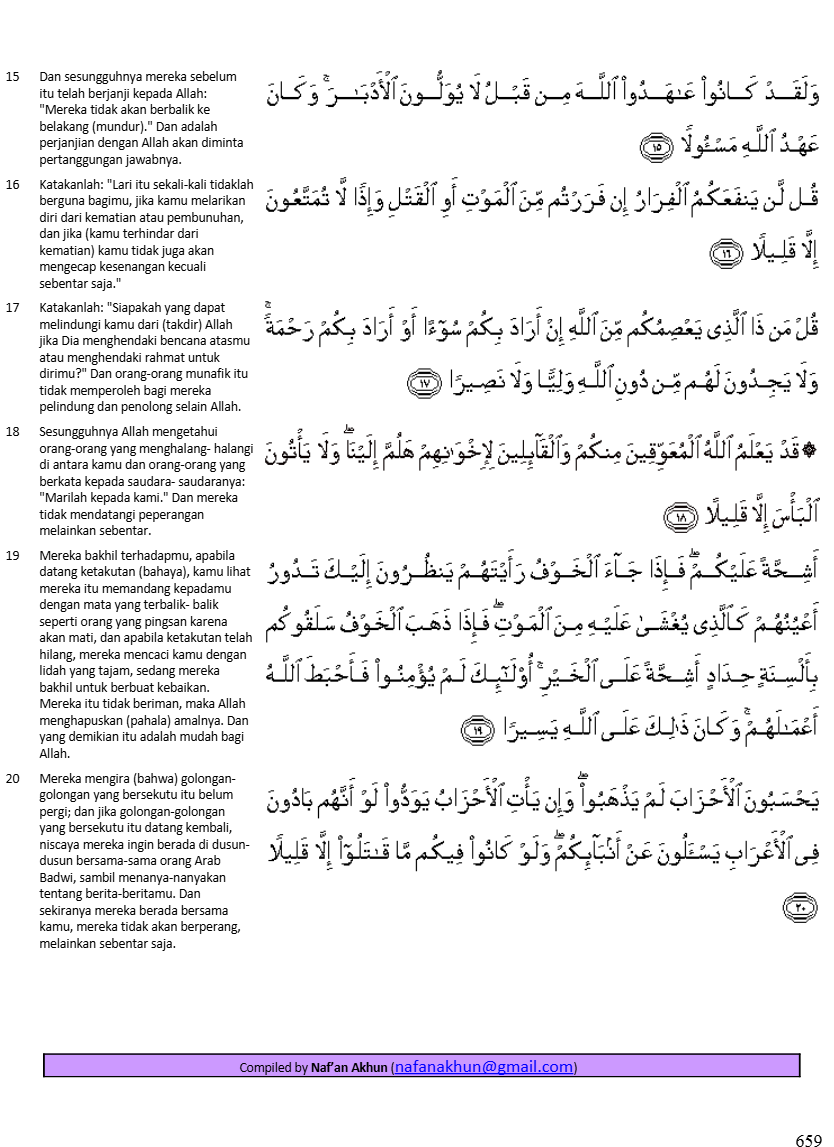 15 Dan sesungguhnya mereka sebelum
itu telah berjanji kepada Allah:
"Mereka tidak akan berbalik ke
belakang (mundur)." Dan adalah
perjanjian dengan Allah akan diminta
pertanggungan jawabnya.
وَلَقَدْ كَانُوا۟ عَـٰهَدُوا۟ ٱللَّهَ مِن قَبْلُ لَا يُوَلُّونَ ٱلْأَدْبَـٰرَ ۚ وَكَانَ
عَهْدُ ٱللَّهِ مَسْـُٔولًا ١٥
16 Katakanlah: "Lari itu sekali-kali tidaklah
berguna bagimu, jika kamu melarikan
diri dari kematian atau pembunuhan,
dan jika (kamu terhindar dari
kematian) kamu tidak juga akan
mengecap kesenangan kecuali
sebentar saja."
قُل لَّن يَنفَعَكُمُ ٱلْفِرَارُ إِن فَرَرْتُم مِّنَ ٱلْمَوْتِ أَوِ ٱلْقَتْلِ وَإِذًا لَّا تُمَتَّعُونَ
إِلَّا قَلِيلًا ١٦
17 Katakanlah: "Siapakah yang dapat
melindungi kamu dari (takdir) Allah
jika Dia menghendaki bencana atasmu
atau menghendaki rahmat untuk
dirimu?" Dan orang-orang munafik itu
tidak memperoleh bagi mereka
pelindung dan penolong selain Allah.
قُلْ مَن ذَا ٱلَّذِى يَعْصِمُكُم مِّنَ ٱللَّهِ إِنْ أَرَادَ بِكُمْ سُوٓءًا أَوْ أَرَادَ بِكُمْ رَحْمَةً ۚ
وَلَا يَجِدُونَ لَهُم مِّن دُونِ ٱللَّهِ وَلِيًّا وَلَا نَصِيرًا ١٧
18 Sesungguhnya Allah mengetahui
orang-orang yang menghalang- halangi
di antara kamu dan orang-orang yang
berkata kepada saudara- saudaranya:
"Marilah kepada kami." Dan mereka
tidak mendatangi peperangan
melainkan sebentar.
۞ قَدْ يَعْلَمُ ٱللَّهُ ٱلْمُعَوِّقِينَ مِنكُمْ وَٱلْقَآئِلِينَ لِإِخْوَٰنِهِمْ هَلُمَّ إِلَيْنَا ۖ وَلَا يَأْتُونَ
ٱلْبَأْسَ إِلَّا قَلِيلًا ١٨
19 Mereka bakhil terhadapmu, apabila
datang ketakutan (bahaya), kamu lihat
mereka itu memandang kepadamu
dengan mata yang terbalik- balik
seperti orang yang pingsan karena
akan mati, dan apabila ketakutan telah
hilang, mereka mencaci kamu dengan
lidah yang tajam, sedang mereka
bakhil untuk berbuat kebaikan.
Mereka itu tidak beriman, maka Allah
menghapuskan (pahala) amalnya. Dan
yang demikian itu adalah mudah bagi
Allah.
أَشِحَّةً عَلَيْكُمْ ۖ فَإِذَا جَآءَ ٱلْخَوْفُ رَأَيْتَهُمْ يَنظُرُونَ إِلَيْكَ تَدُورُ
أَعْيُنُهُمْ كَٱلَّذِى يُغْشَىٰ عَلَيْهِ مِنَ ٱلْمَوْتِ ۖ فَإِذَا ذَهَبَ ٱلْخَوْفُ سَلَقُوكُم
بِأَلْسِنَةٍ حِدَادٍ أَشِحَّةً عَلَى ٱلْخَيْرِ ۚ أُو۟لَـٰٓئِكَ لَمْ يُؤْمِنُوا۟ فَأَحْبَطَ ٱللَّهُ
أَعْمَـٰلَهُمْ ۚ وَكَانَ ذَٰلِكَ عَلَى ٱللَّهِ يَسِيرًا ١٩
20 Mereka mengira (bahwa) golongan-
golongan yang bersekutu itu belum
pergi; dan jika golongan-golongan
yang bersekutu itu datang kembali,
niscaya mereka ingin berada di dusun-
dusun bersama-sama orang Arab
Badwi, sambil menanya-nanyakan
tentang berita-beritamu. Dan
sekiranya mereka berada bersama
kamu, mereka tidak akan berperang,
melainkan sebentar saja.
يَحْسَبُونَ ٱلْأَحْزَابَ لَمْ يَذْهَبُوا۟ ۖ وَإِن يَأْتِ ٱلْأَحْزَابُ يَوَدُّوا۟ لَوْ أَنَّهُم بَادُونَ
فِى ٱلْأَعْرَابِ يَسْـَٔلُونَ عَنْ أَنۢبَآئِكُمْ ۖ وَلَوْ كَانُوا۟ فِيكُم مَّا قَـٰتَلُوٓا۟ إِلَّا قَلِيلًا
٢٠
Compiled by Naf'an Akhun (nafanakhun@gmail.com)
659